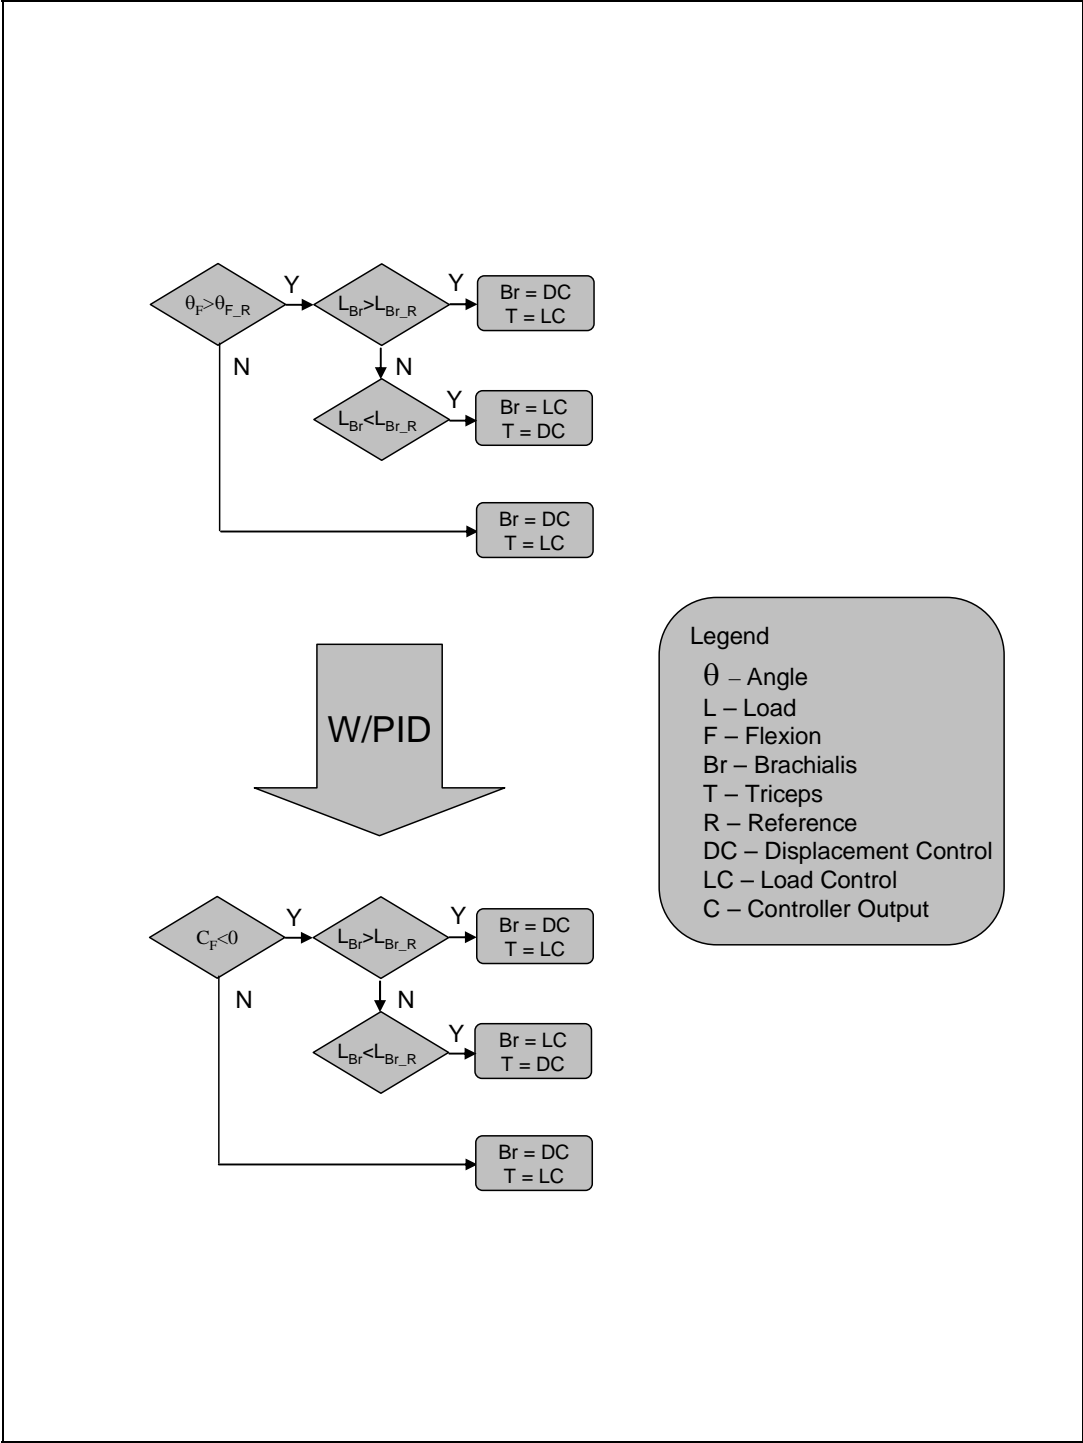 θF>θF_R
Y
LBr>LBr_R
Y
Br = DC
T = LC
N
N
LBr<LBr_R
Y
Br = LC
T = DC
Br = DC
T = LC
W/PID
Legend
θ – Angle
L – Load
F – Flexion
Br – Brachialis
T – Triceps
R – Reference
DC – Displacement Control
LC – Load Control
C – Controller Output
CF<0
Y
LBr>LBr_R
Y
Br = DC
T = LC
N
N
LBr<LBr_R
Y
Br = LC
T = DC
Br = DC
T = LC